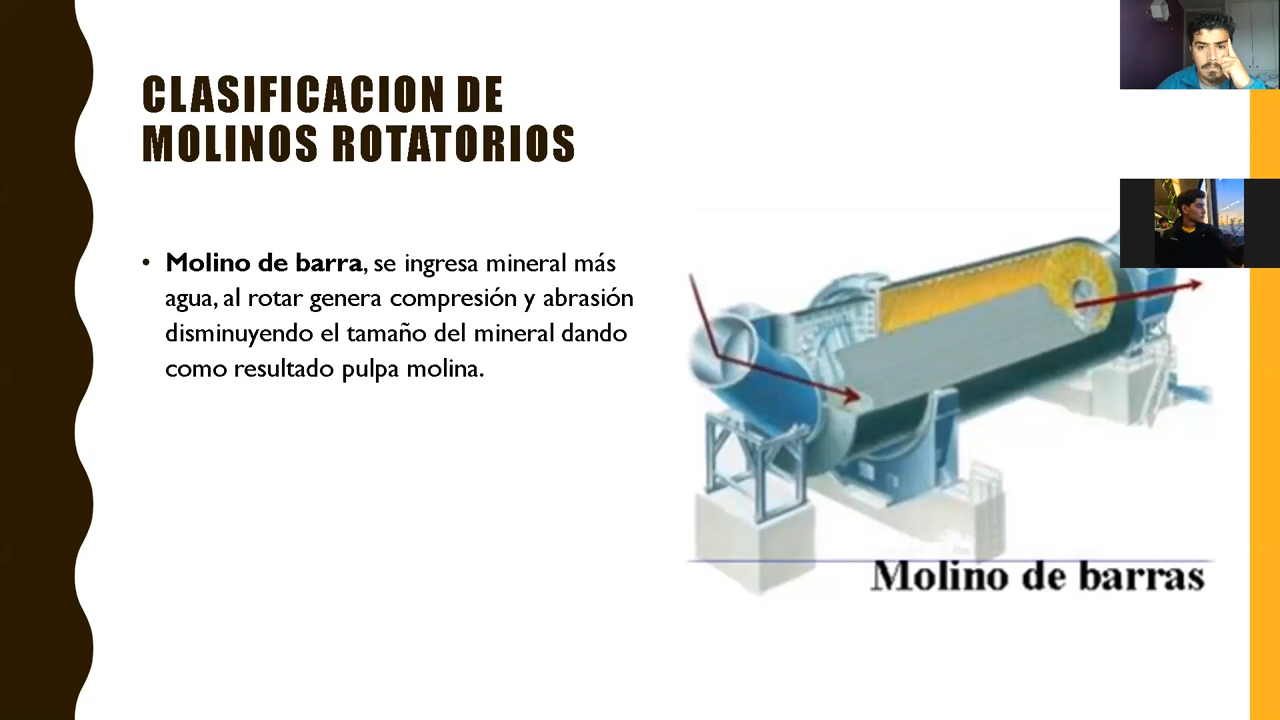 CLASIFICACION DE
MOLINOS ROTATORIOS
• Molino de barra, se ingresa mineral más
agua, al rotar genera compresión y abrasión
disminuyendo el tamaño del mineral dando
como resultado pulpa molina.
Molino de barras